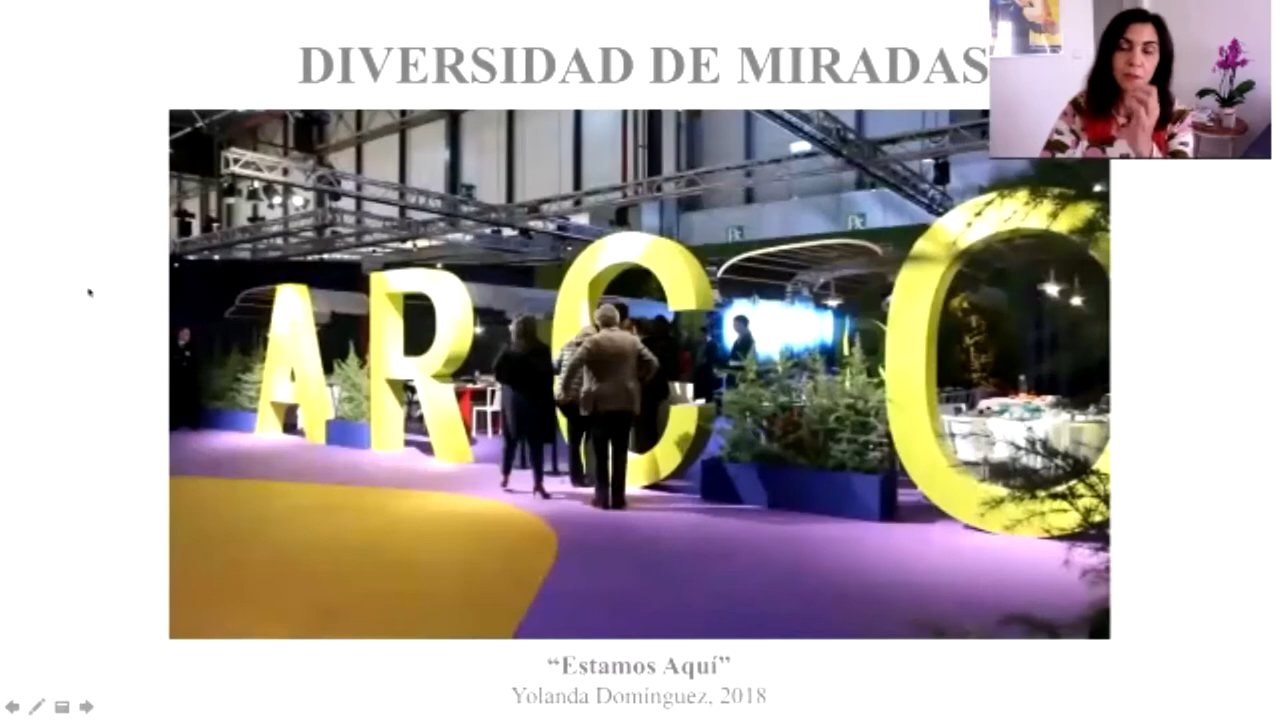 DIVERSIDAD DE MIRADAS
ARCO
“Estamos Aquí”
Yolanda Domínguez, 2018